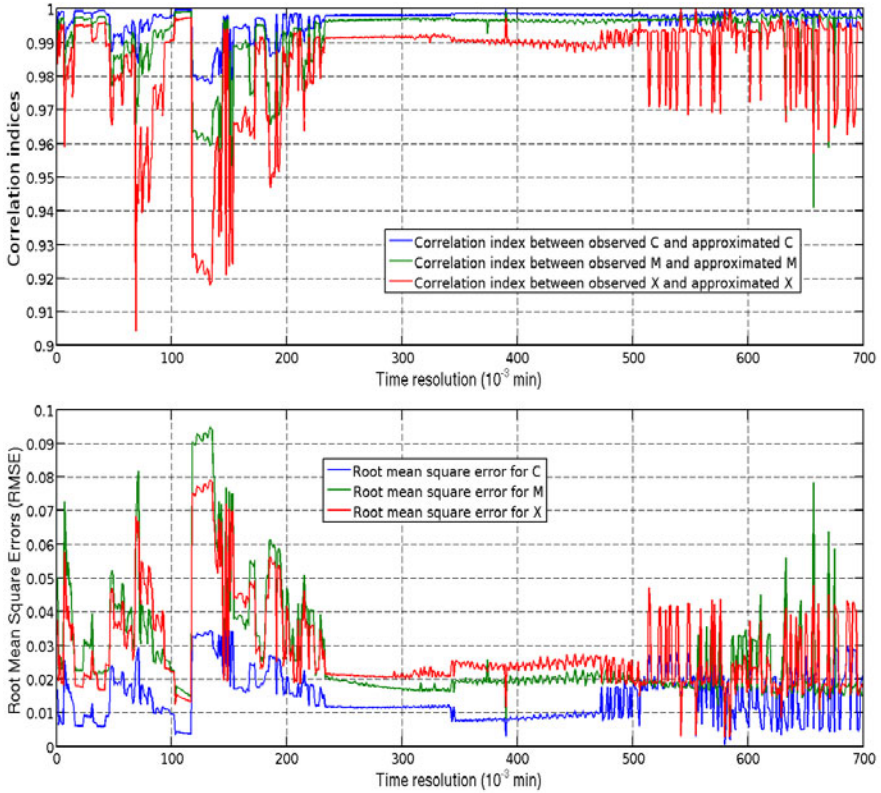 Correlation indices
1
0.99
0.98
0.97
0.96
0.95
0.94
0.93
0.92
0.91
0.9
Correlation index between observed C and approximated C
Correlation index between observed M and approximated M
Correlation index between observed X and approximated X
0 100 200 300 400 500 600 700
Time resolution (10⁻³ min)
Root Mean Square Errors (RMSE)
0.1
0.09
0.08
0.07
0.06
0.05
0.04
0.03
0.02
0.01
0
Root mean square error for C
Root mean square error for M
Root mean square error for X
0 100 200 300 400 500 600 700
Time resolution (10⁻³ min)